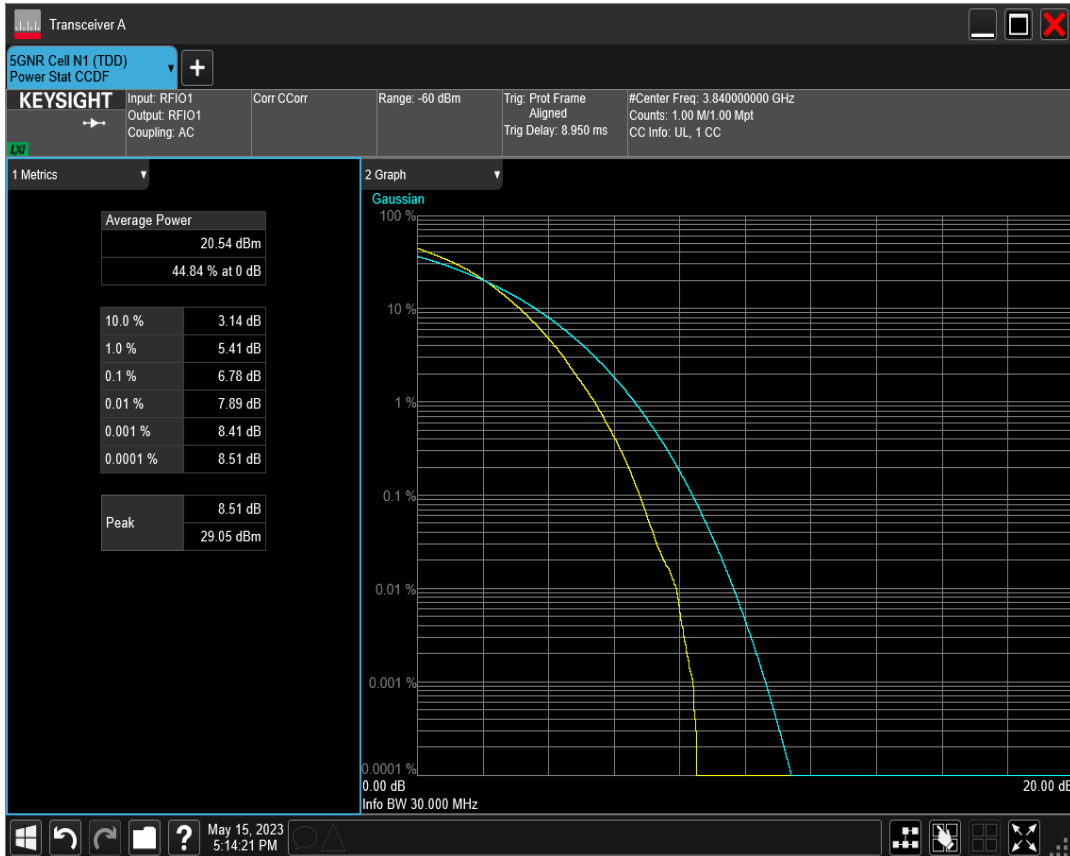 Transceiver A
5GNR Cell N1 (TDD)
Power Stat CCDF
+
KEYSIGHT
LXI
Input: RFIO1
Output: RFIO1
Coupling: AC
Corr CCorr
Range: -60 dBm
Trig: Prot Frame
Aligned
Trig Delay: 8.950 ms
#Center Freq: 3.840000000 GHz
Counts: 1.00 M/1.00 Mpt
CC Info: UL, 1 CC
1 Metrics
Average Power
20.54 dBm
44.84 % at 0 dB
10.0 % 3.14 dB
1.0 % 5.41 dB
0.1 % 6.78 dB
0.01 % 7.89 dB
0.001 % 8.41 dB
0.0001 % 8.51 dB
Peak
8.51 dB
29.05 dBm
2 Graph
Gaussian
100 %
10 %
1 %
0.1 %
0.01 %
0.001 %
0.0001 %
0.00 dB 20.00 dB
Info BW 30.000 MHz
?
May 15, 2023
5:14:21 PM